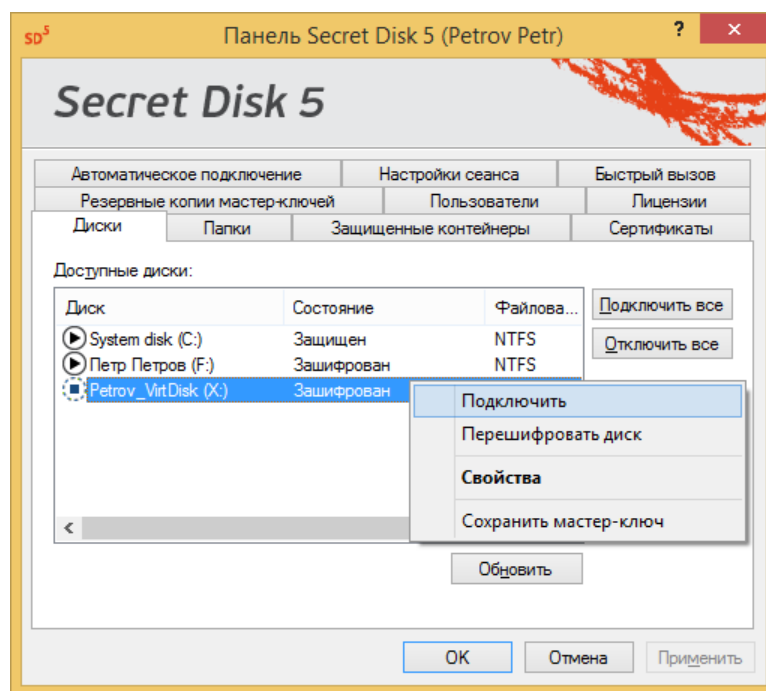 SD5 Панель Secret Disk 5 (Petrov Petr) ? ×
Secret Disk 5
Автоматическое подключение Настройки сеанса Быстрый вызов
Резервные копии мастер-ключей Пользователи Лицензии
Диски Папки Защищенные контейнеры Сертификаты
Доступные диски:
Диск Состояние Файлова... Подключить все
System disk (C:) Защищен NTFS Отключить все
Петр Петров (F:) Зашифрован NTFS
Petrov_VirtDisk (X:) Зашифрован
Подключить
Перешифровать диск
Свойства
Сохранить мастер-ключ
Обновить
OK Отмена Применить